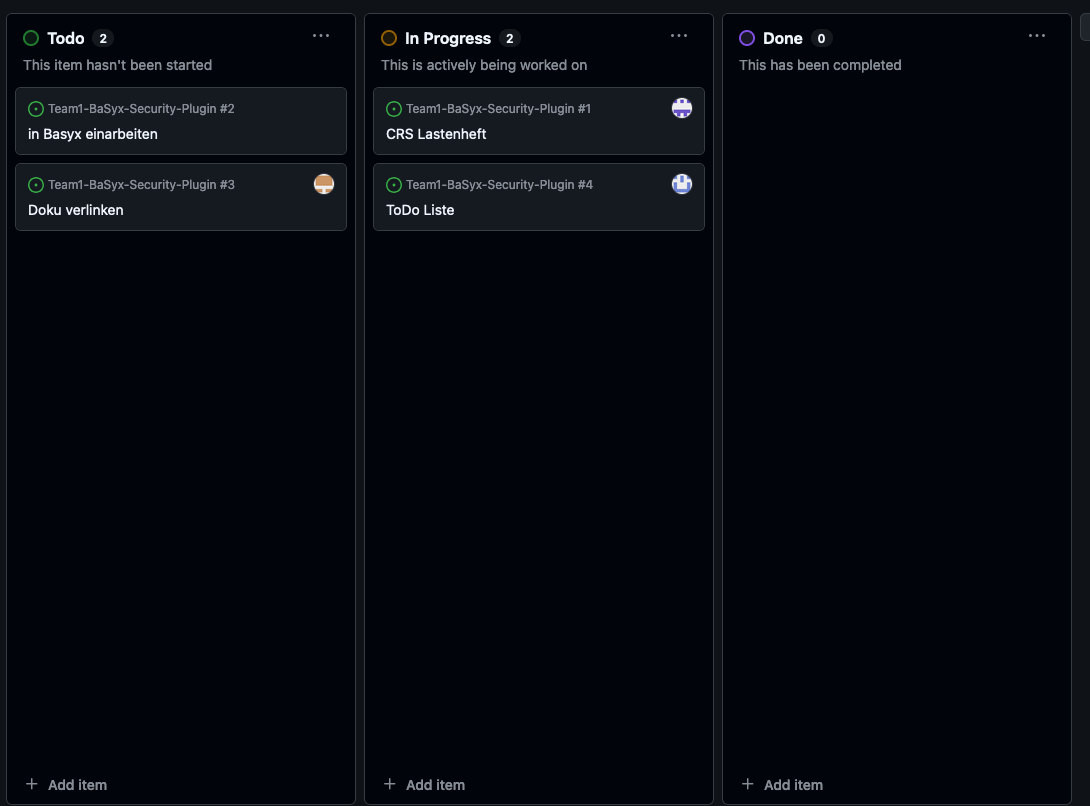 Todo 2
This item hasn't been started
Team1-BaSyx-Security-Plugin #2
in Basyx einarbeiten
Team1-BaSyx-Security-Plugin #3
Doku verlinken
+ Add item
In Progress 2
This is actively being worked on
Team1-BaSyx-Security-Plugin #1
CRS Lastenheft
Team1-BaSyx-Security-Plugin #4
ToDo Liste
+ Add item
Done 0
This has been completed
+ Add item